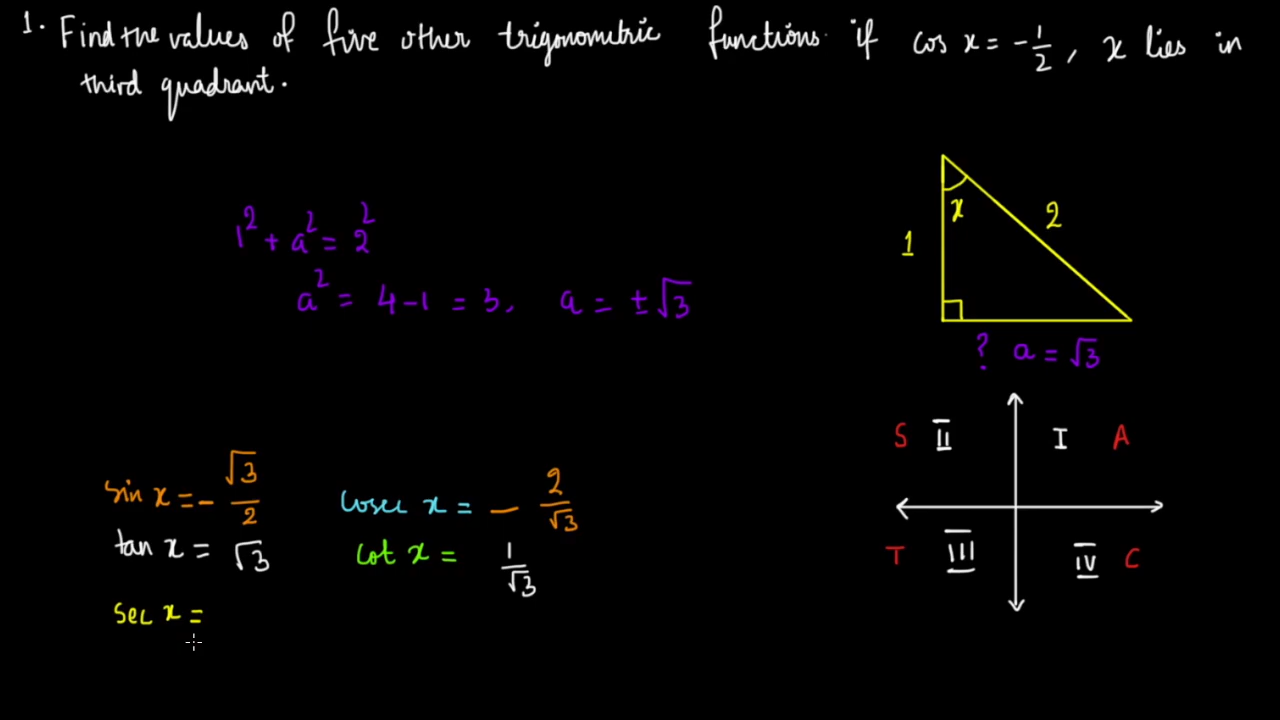 1. Find the values of five other trigonometric functions if cos x = -1/2, x lies in
third quadrant.
1² + a² = 2²
a² = 4-1 = 3, a = ±√3
x
1
2
? a = √3
S II I A
T III IV C
sin x = - √3/2 cosec x = - 2/√3
tan x = √3 cot x = 1/√3
sec x =